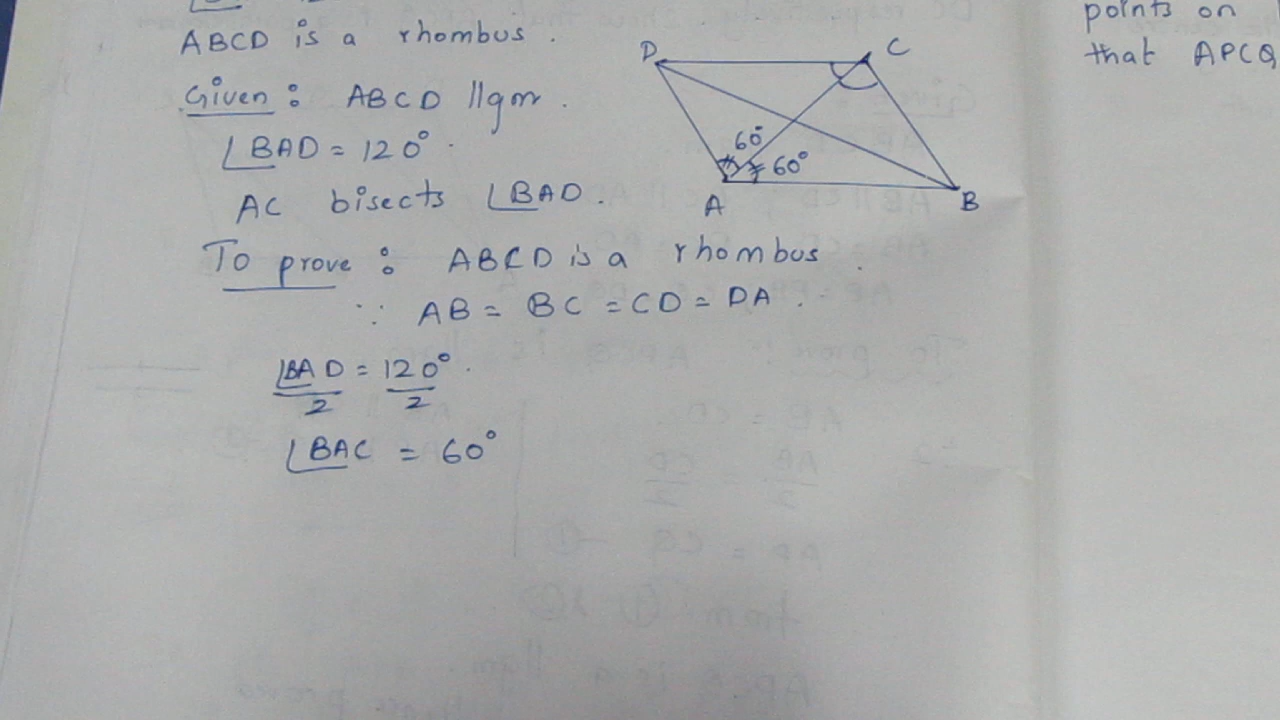 ABCD is a rhombus.
Given : ABCD ||gm.
∠BAD = 120°.
AC bisects ∠BAD.
To prove : ABCD is a rhombus.
∵ AB = BC = CD = DA.
∠BAD/2 = 120°/2
∠BAC = 60°
D
C
60°
60°
A
B
points on
that APCQ